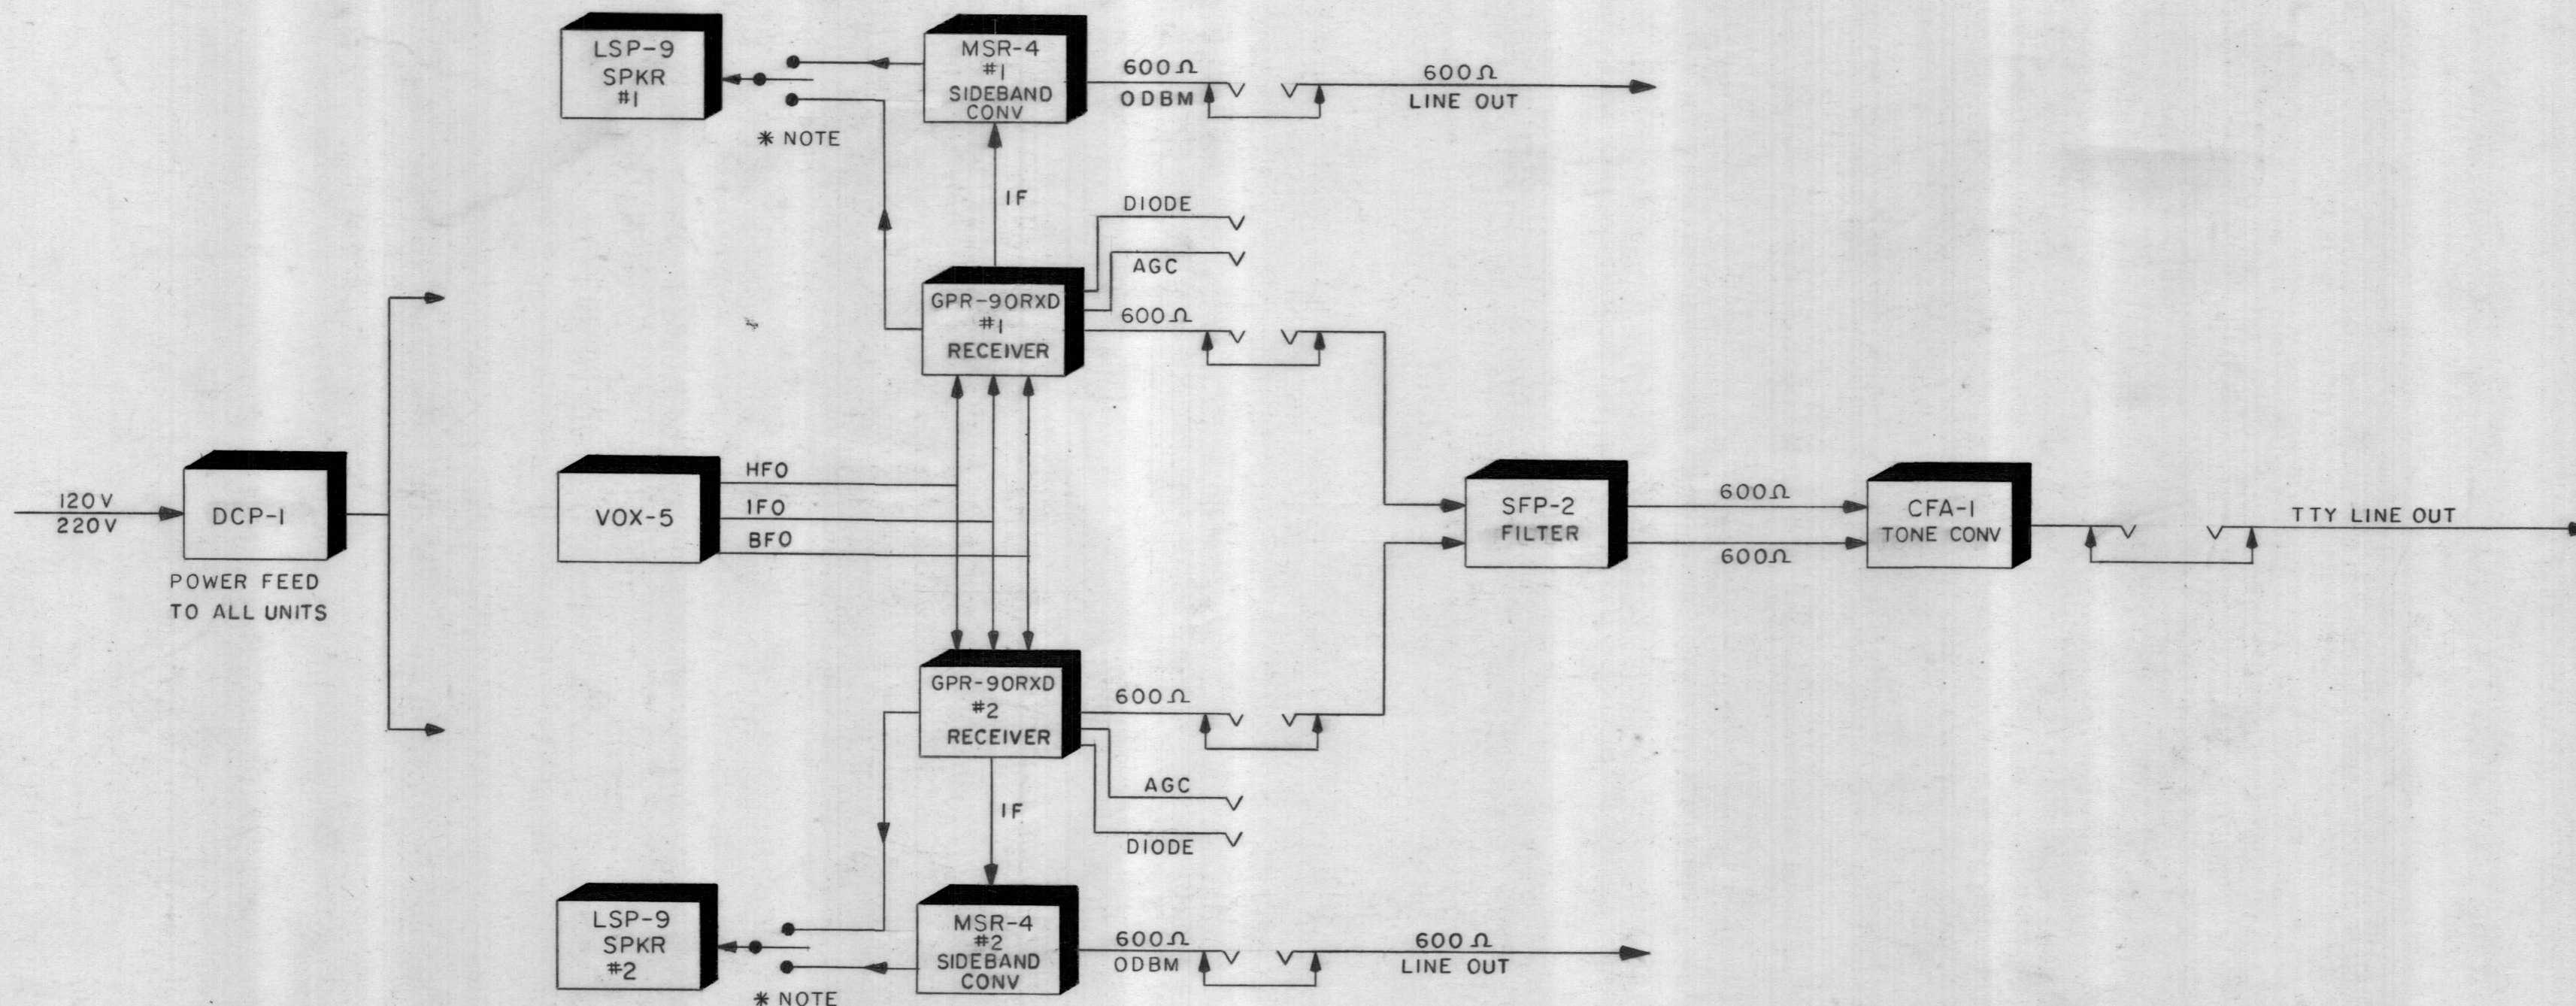 LSP-9
SPKR
#1
* NOTE
MSR-4
#1
SIDEBAND
CONV
600Ω
ODBM
600Ω
LINE OUT
IF
DIODE
AGC
GPR-90RXD
#1
RECEIVER
600Ω
120V
220V
DCP-1
POWER FEED
TO ALL UNITS
VOX-5
HFO
IFO
BFO
SFP-2
FILTER
600Ω
600Ω
CFA-1
TONE CONV
TTY LINE OUT
GPR-90RXD
#2
RECEIVER
600Ω
AGC
DIODE
IF
LSP-9
SPKR
#2
* NOTE
MSR-4
#2
SIDEBAND
CONV
600Ω
ODBM
600Ω
LINE OUT